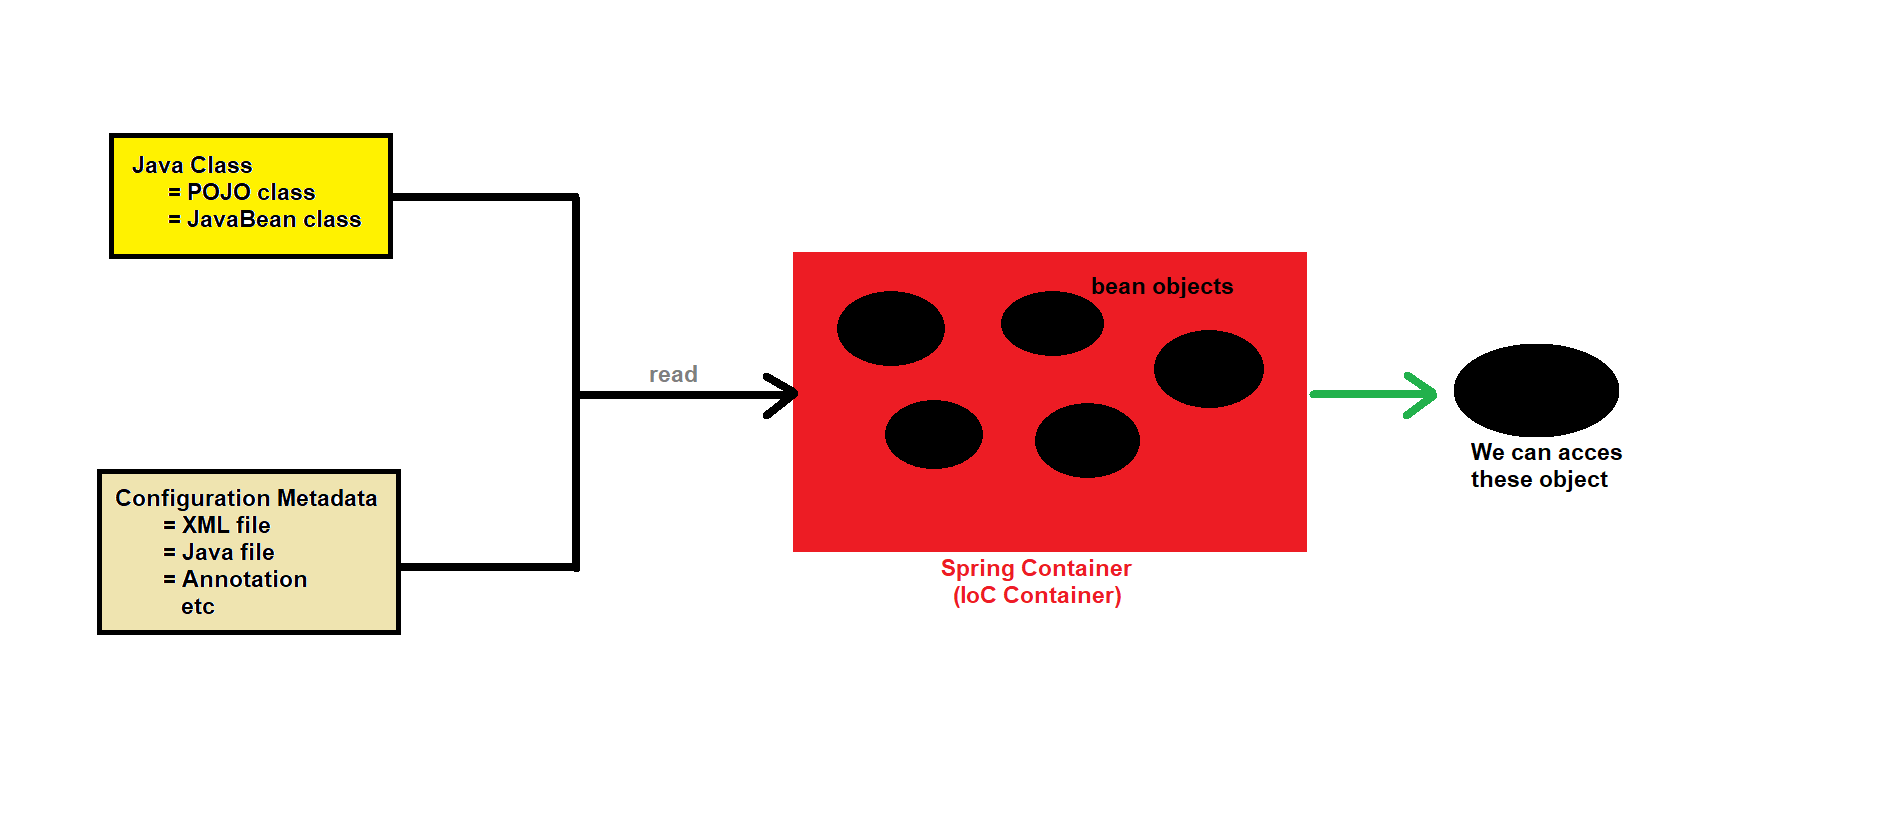 Java Class
= POJO class
= JavaBean class
Configuration Metadata
= XML file
= Java file
= Annotation
etc
read
bean objects
Spring Container
(IoC Container)
We can acces
these object